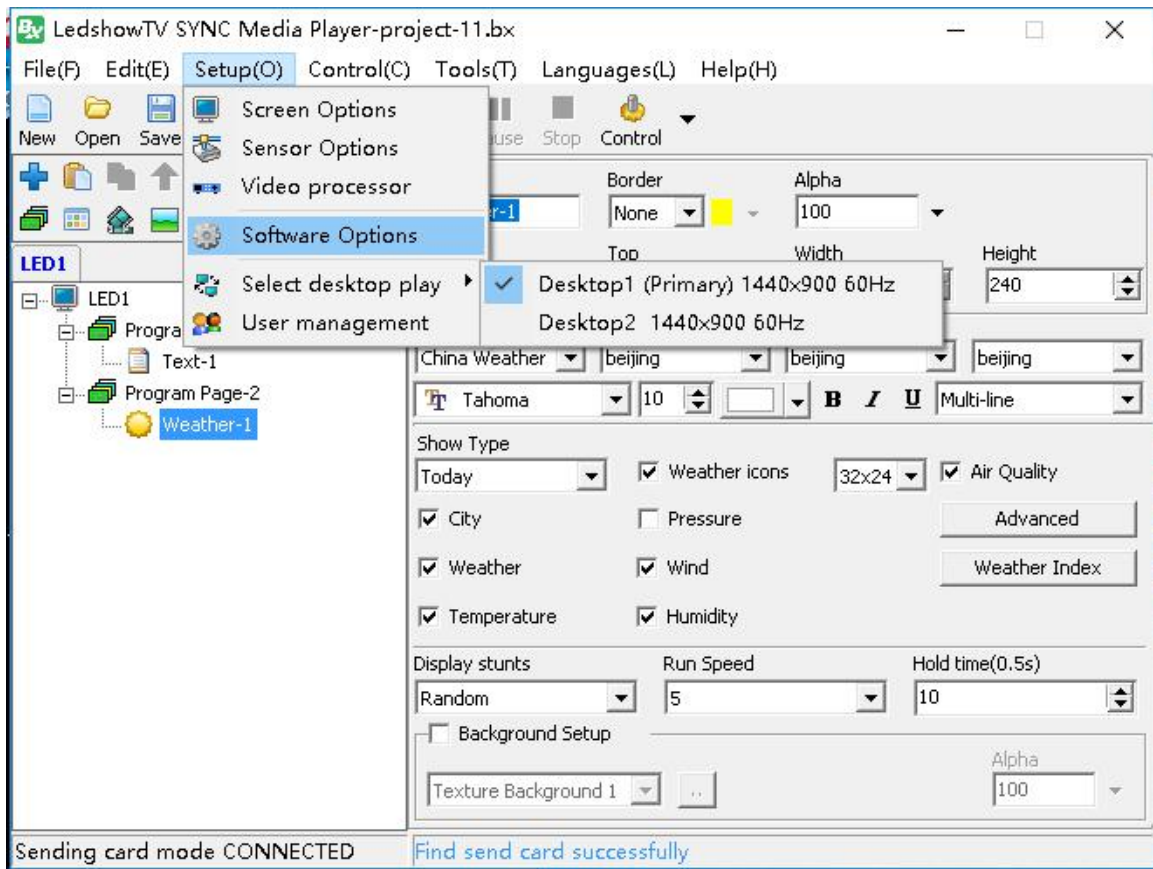 LedshowTV SYNC Media Player-project-11.bx
File(F) Edit(E) Setup(O) Control(C) Tools(T) Languages(L) Help(H)
New Open Save Stop Control
Screen Options
Sensor Options
Video processor
Software Options
Select desktop play
User management
Desktop1 (Primary) 1440x900 60Hz
Desktop2 1440x900 60Hz
Border Alpha
None 100
Top Width Height
240
LED1
LED1
Text-1
Program Page-2
Weather-1
China Weather beijing beijing beijing
Tahoma 10 B I U Multi-line
Show Type
Today Weather icons 32x24 Air Quality
City Pressure Advanced
Weather Wind Weather Index
Temperature Humidity
Display stunts Run Speed Hold time(0.5s)
Random 5 10
Background Setup
Alpha
Texture Background 1 .. 100
Sending card mode CONNECTED Find send card successfully